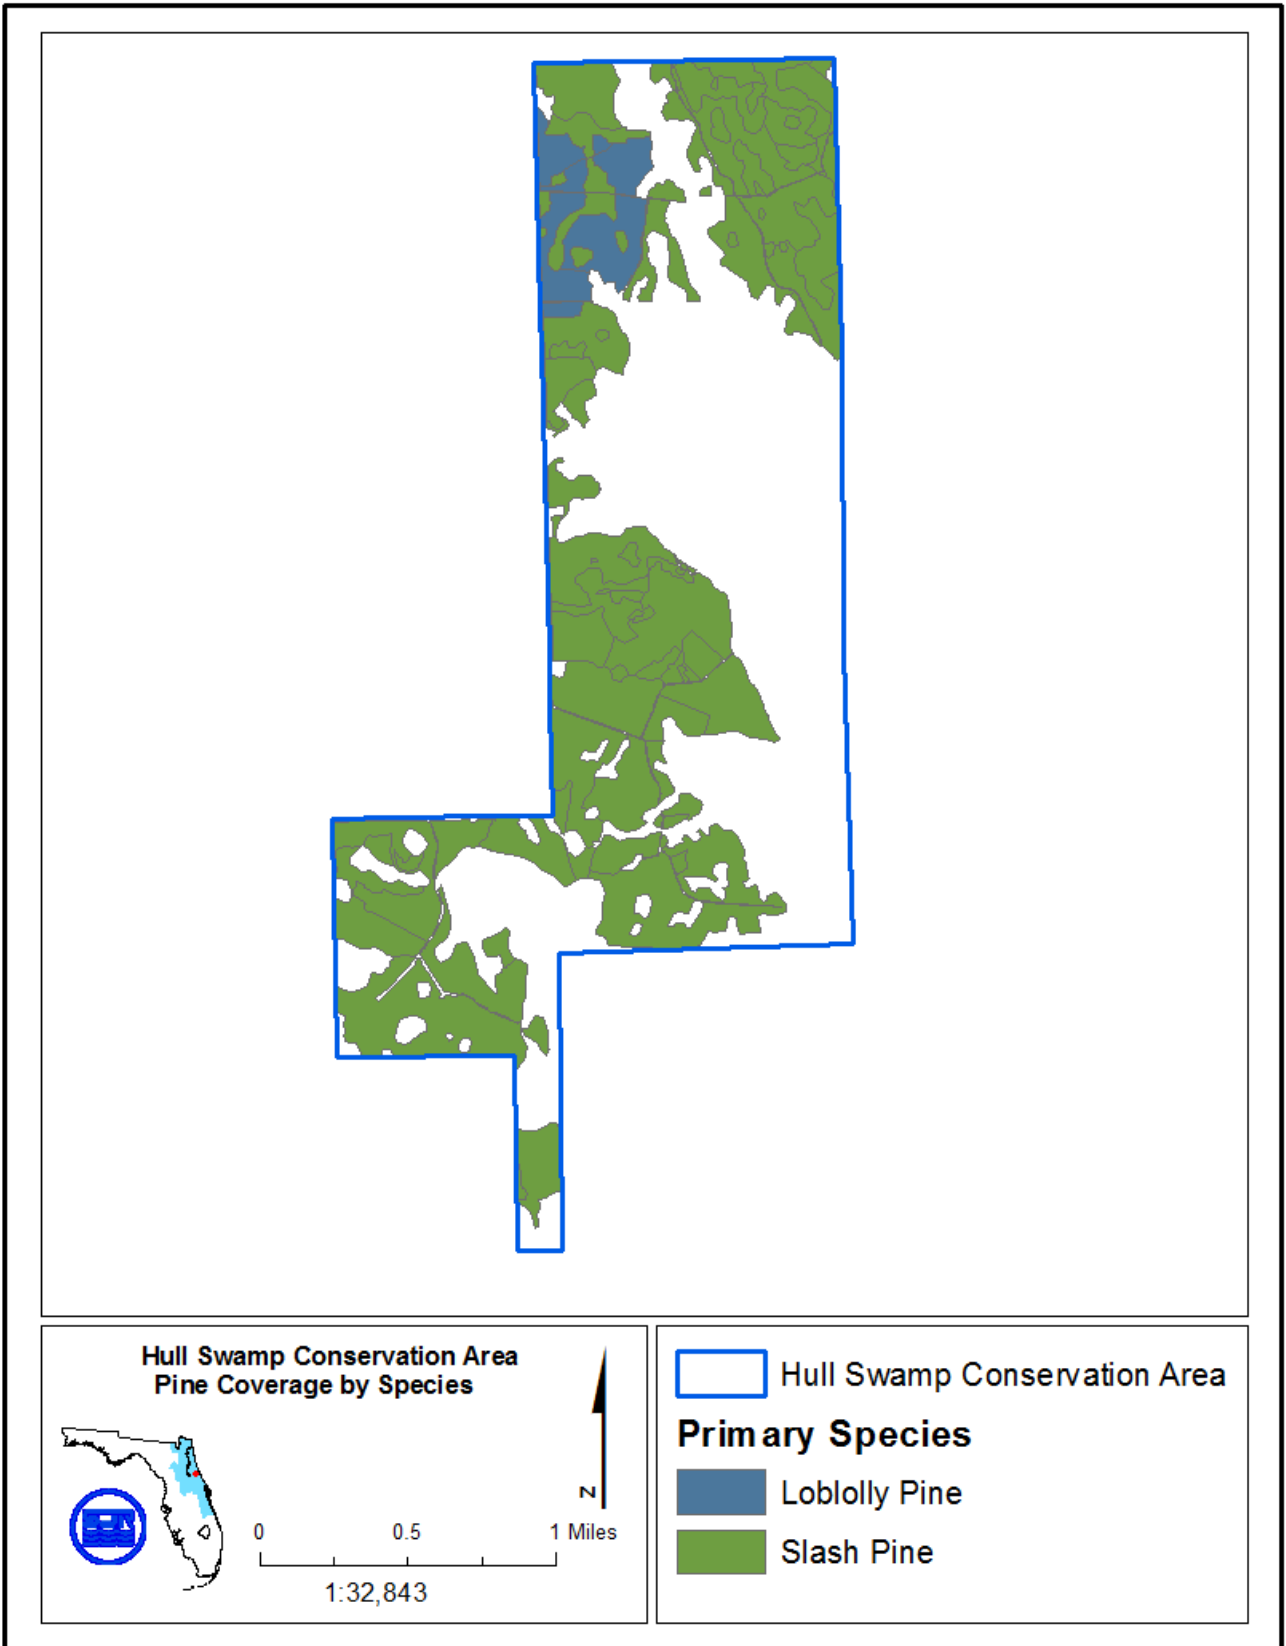 Hull Swamp Conservation Area
Pine Coverage by Species
N
0 0.5 1 Miles
1:32,843
Hull Swamp Conservation Area
Primary Species
Loblolly Pine
Slash Pine